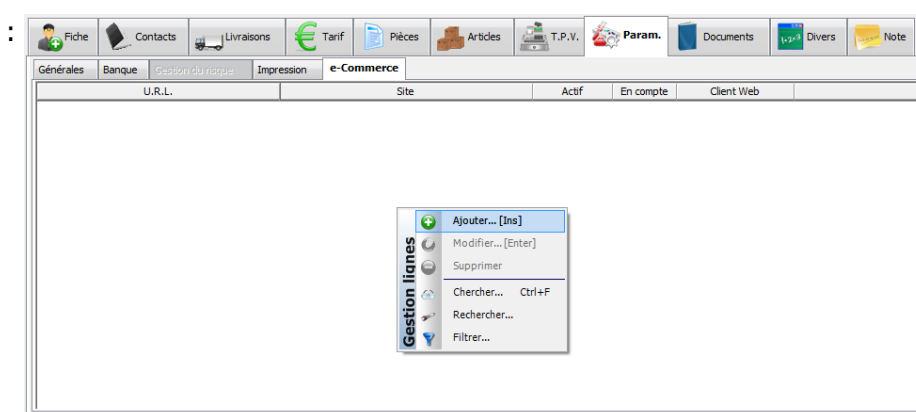 :
Fiche Contacts Livraisons Tarif Pièces Articles T.P.V. Param. Documents Divers Note
Générales Banque Gestion du risque Impression e-Commerce
U.R.L. Site Actif En compte Client Web
Gestion lignes
Ajouter... [Ins]
Modifier... [Enter]
Supprimer
Chercher... Ctrl+F
Rechercher...
Filtrer...